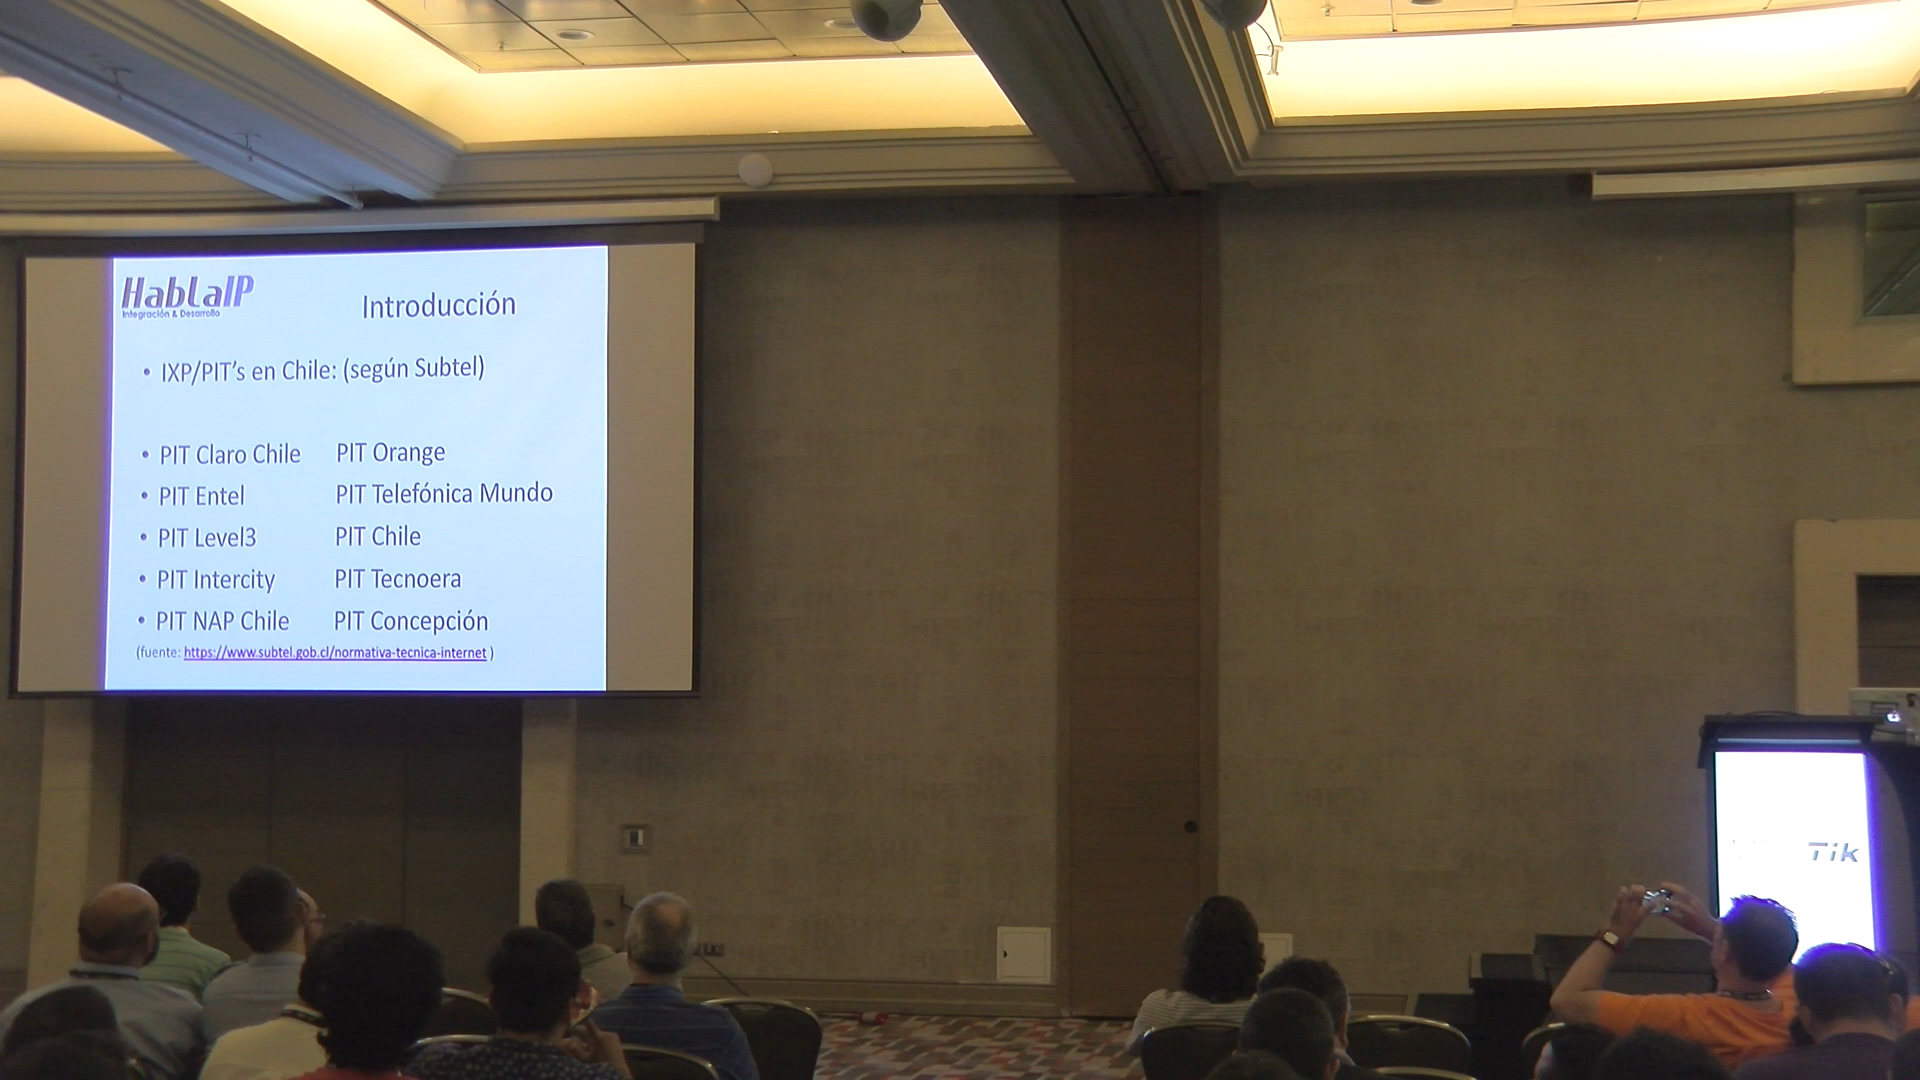 HabLaIP
Integración & Desarrollo
Introducción
• IXP/PIT's en Chile: (según Subtel)
• PIT Claro Chile PIT Orange
• PIT Entel PIT Telefónica Mundo
• PIT Level3 PIT Chile
• PIT Intercity PIT Tecnoera
• PIT NAP Chile PIT Concepción
(fuente: https://www.subtel.gob.cl/normativa-tecnica-internet )
Tik